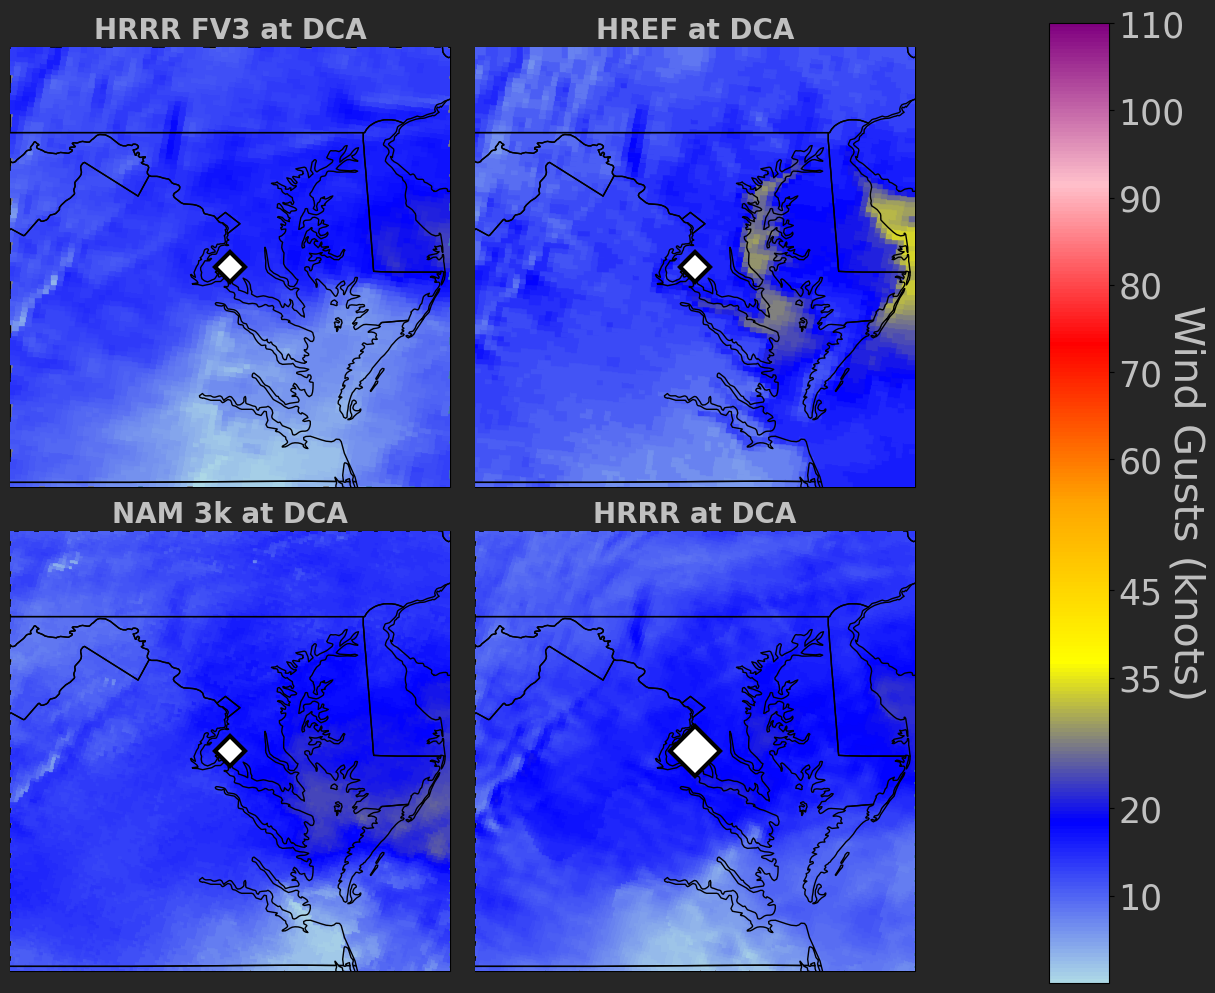 HRRR FV3 at DCA
HREF at DCA
NAM 3k at DCA
HRRR at DCA
110
100
90
80
70
60
45
35
20
10
Wind Gusts (knots)